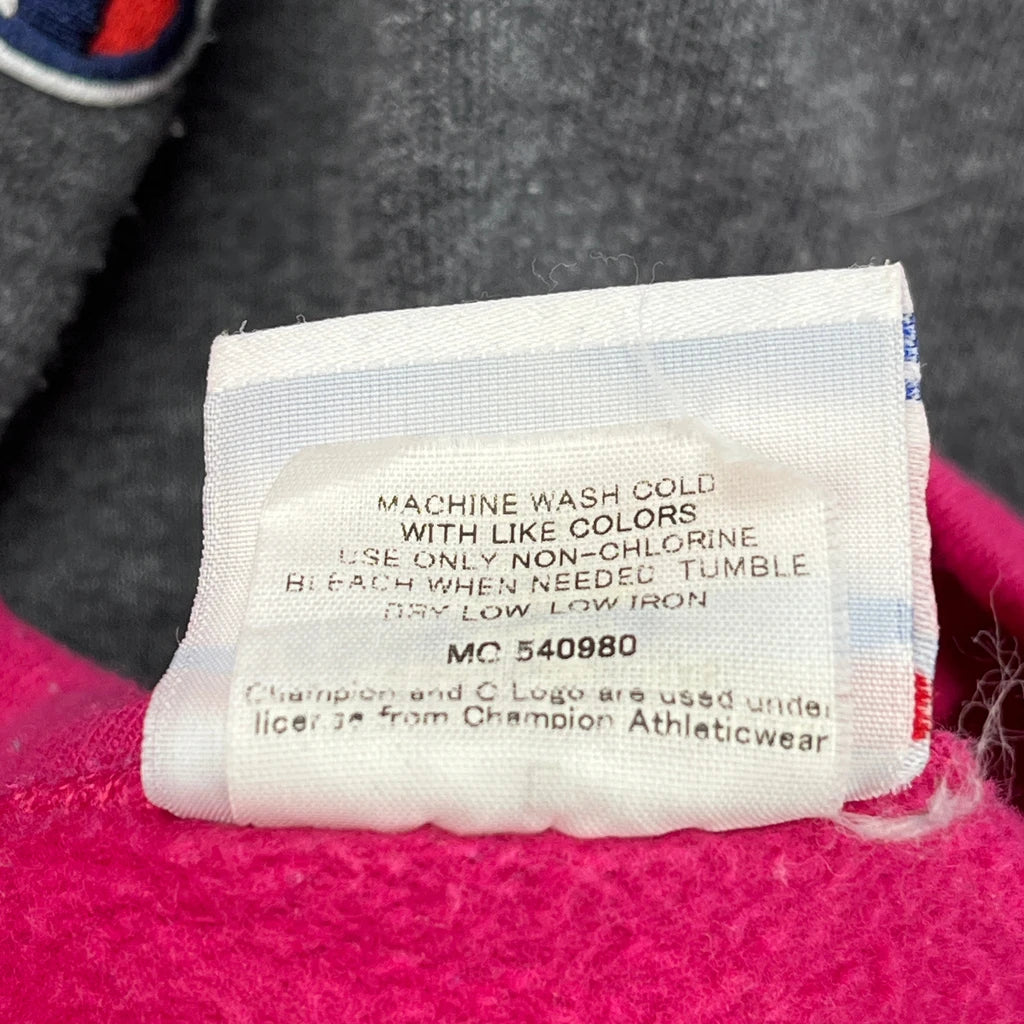 MACHINE WASH COLD
WITH LIKE COLORS
USE ONLY NON-CHLORINE
BLEACH WHEN NEEDED TUMBLE
DRY LOW LOW IRON
MC 540980
Champion and C Logo are used under
license from Champion Athleticwear